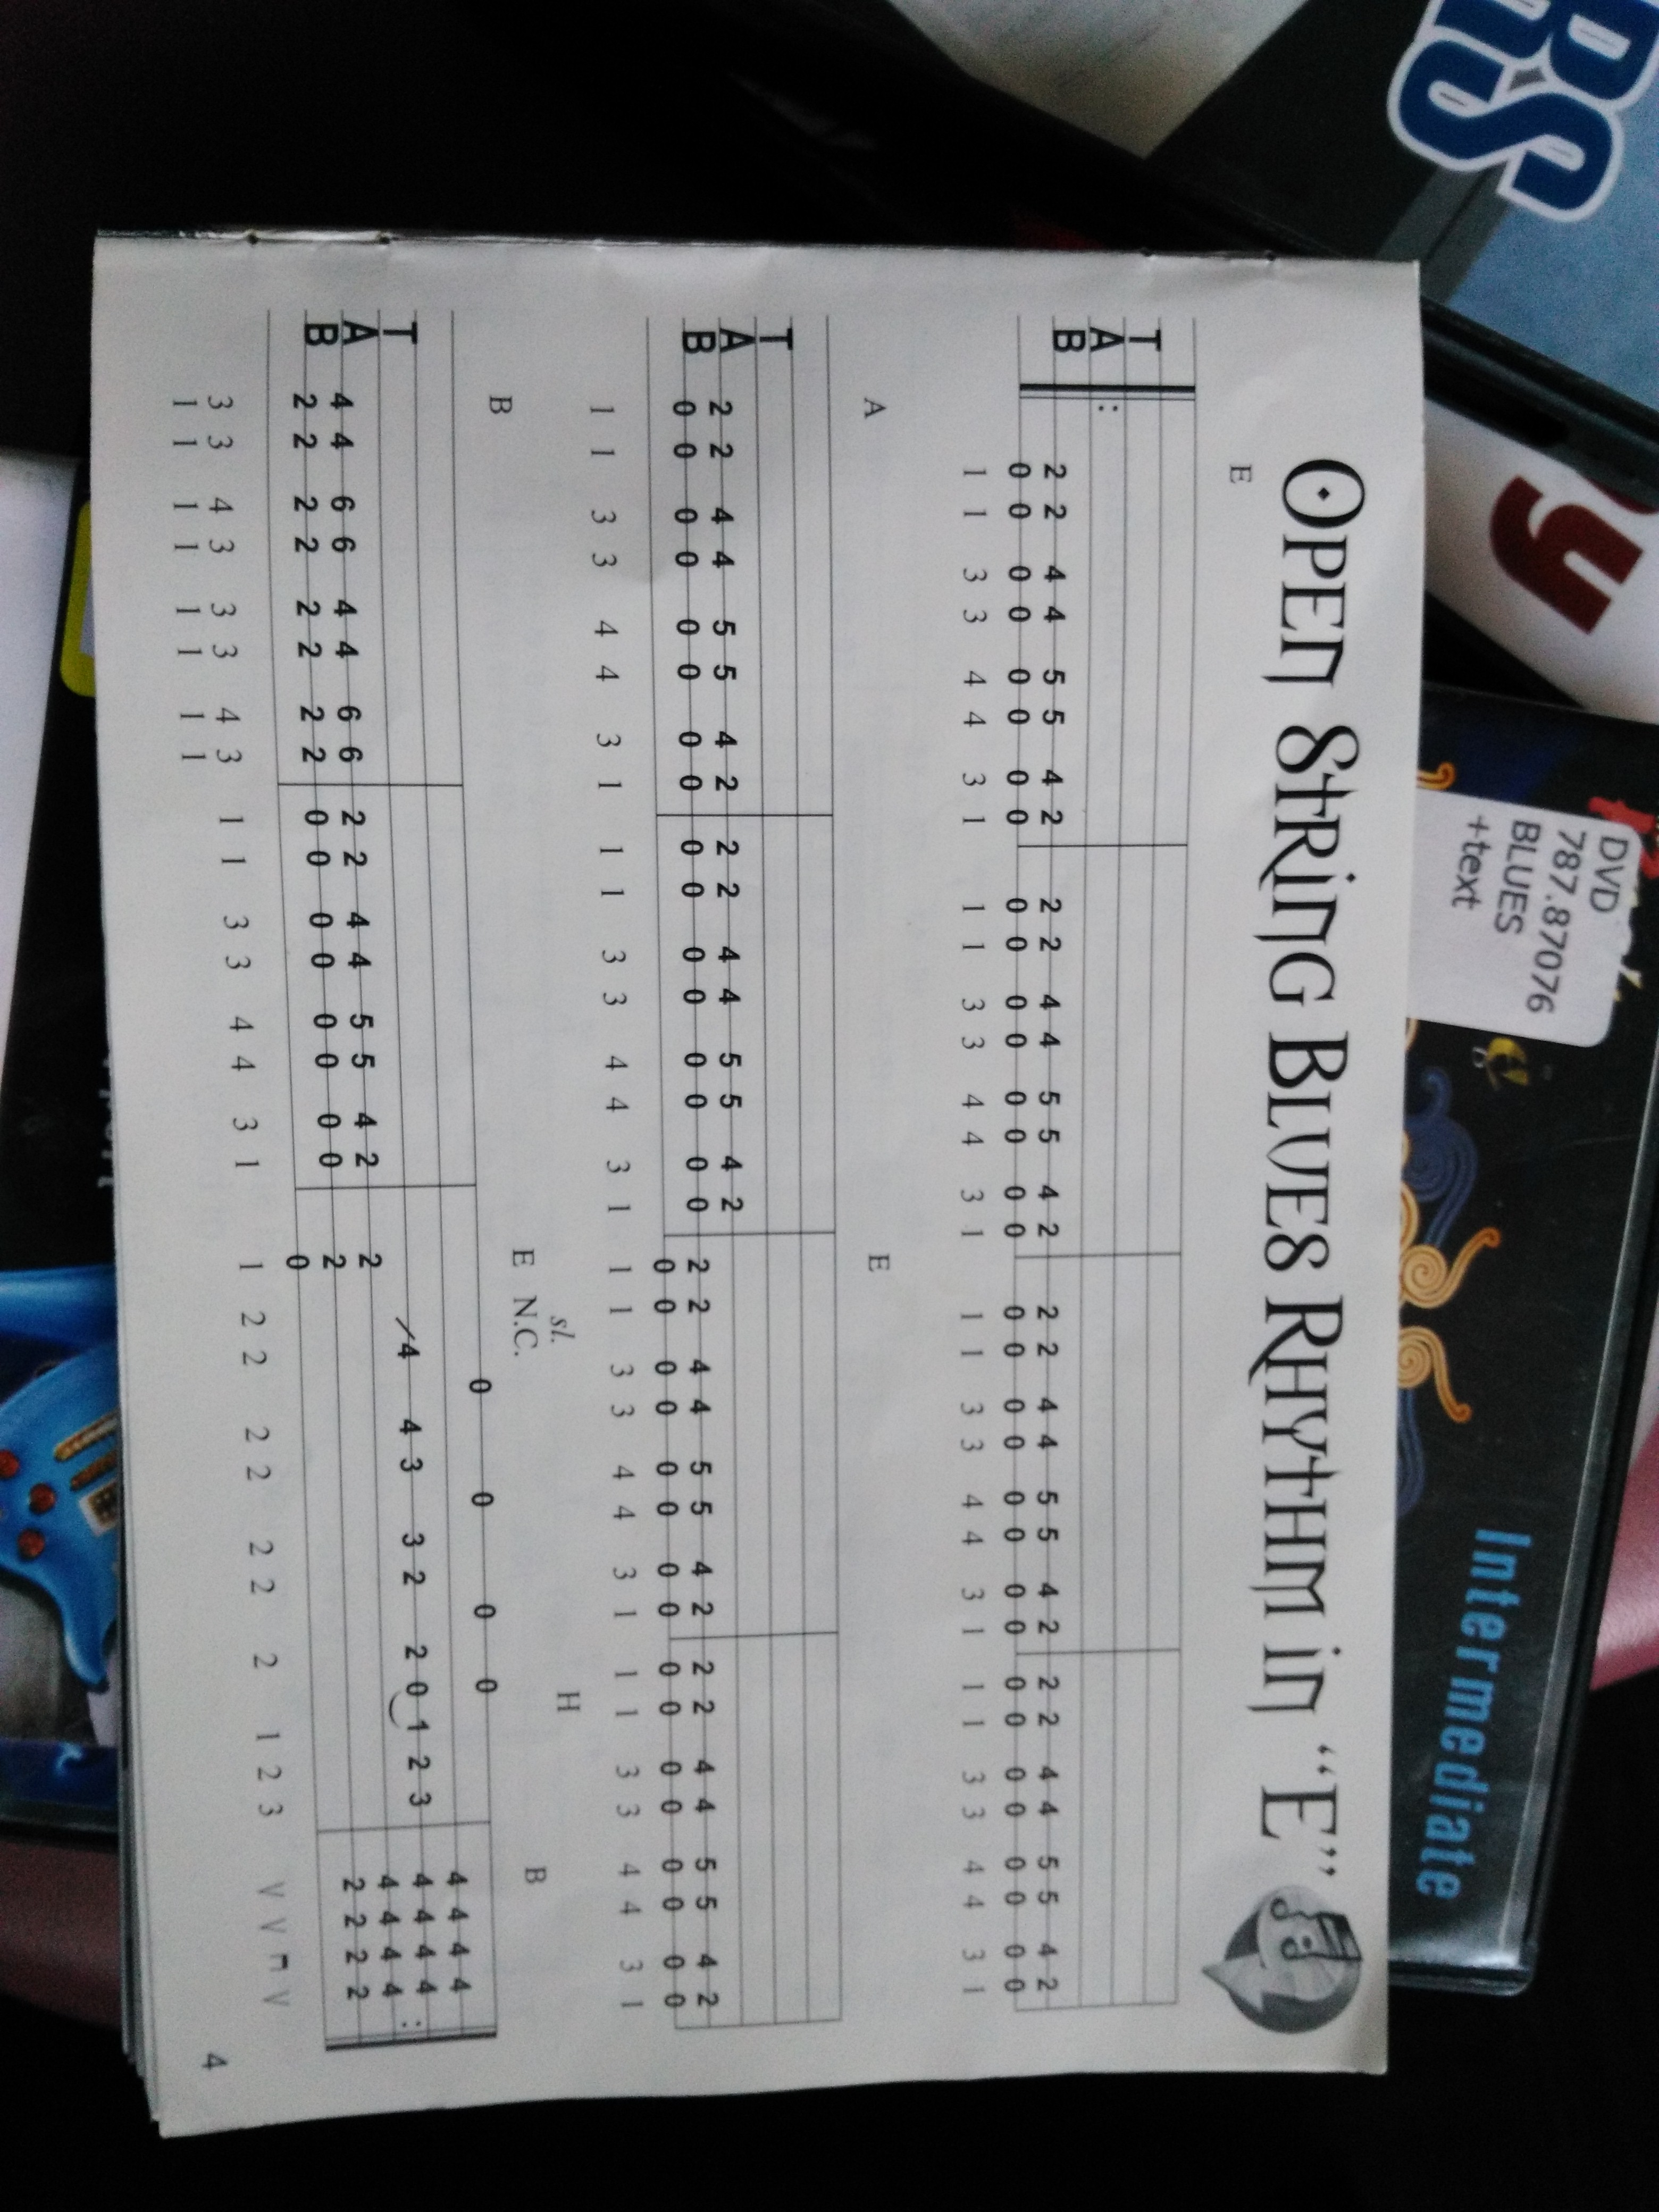 Open String Blues Rhythm in “E”
E
T
A
B
2 2 4 4 5 5 4 2 2 2 4 4 5 5 4 2 2 2 4 4 5 5 4 2 2 2 4 4 5 5 4 2
0 0 0 0 0 0 0 0 0 0 0 0 0 0 0 0 0 0 0 0 0 0 0 0 0 0 0 0 0 0 0 0
1 1 3 3 4 4 3 1 1 1 3 3 4 4 3 1 1 1 3 3 4 4 3 1 1 1 3 3 4 4 3 1
A E
T
A
B
2 2 4 4 5 5 4 2 2 2 4 4 5 5 4 2
0 0 0 0 0 0 0 0 0 0 0 0 0 0 0 0 2 2 4 4 5 5 4 2 2 2 4 4 5 5 4 2
0 0 0 0 0 0 0 0 0 0 0 0 0 0 0 0
1 1 3 3 4 4 3 1 1 1 3 3 4 4 3 1 1 1 3 3 4 4 3 1 1 1 3 3 4 4 3 1
sl. H
B E N.C. B
T
A
B
0 0 0 0
4 4 4 4
/4 4 3 3 2 2 0 1 2 3 4 4 4 4
4 4 6 6 4 4 6 6 2 2 4 4 5 5 4 2 2 4 4 4 4
2 2 2 2 2 2 2 2 0 0 0 0 0 0 0 0 2 2 2 2 2
0
3 3 4 3 3 3 4 3 1 1 3 3 4 4 3 1 1 2 2 2 2 2 2 2 1 2 3 V V ⊓ V
1 1 1 1 1 1 1 1
4
DVD
787.87076
BLUES
+text
Intermediate